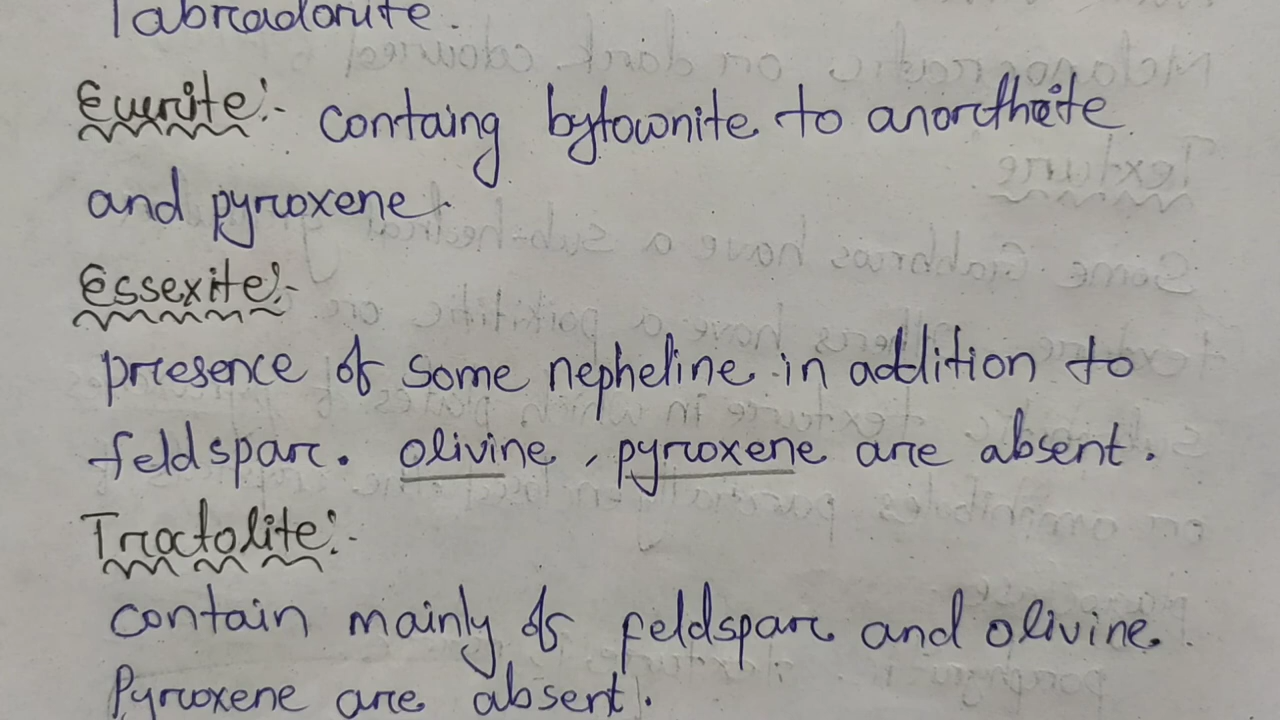 labradorite.
Eucrite:- containg bytownite to anorthite
and pyroxene.
Essexite:-
presence of some nepheline in addition to
feldspar. olivine, pyroxene are absent.
Troctolite:-
contain mainly of feldspar and olivine.
Pyroxene are absent.